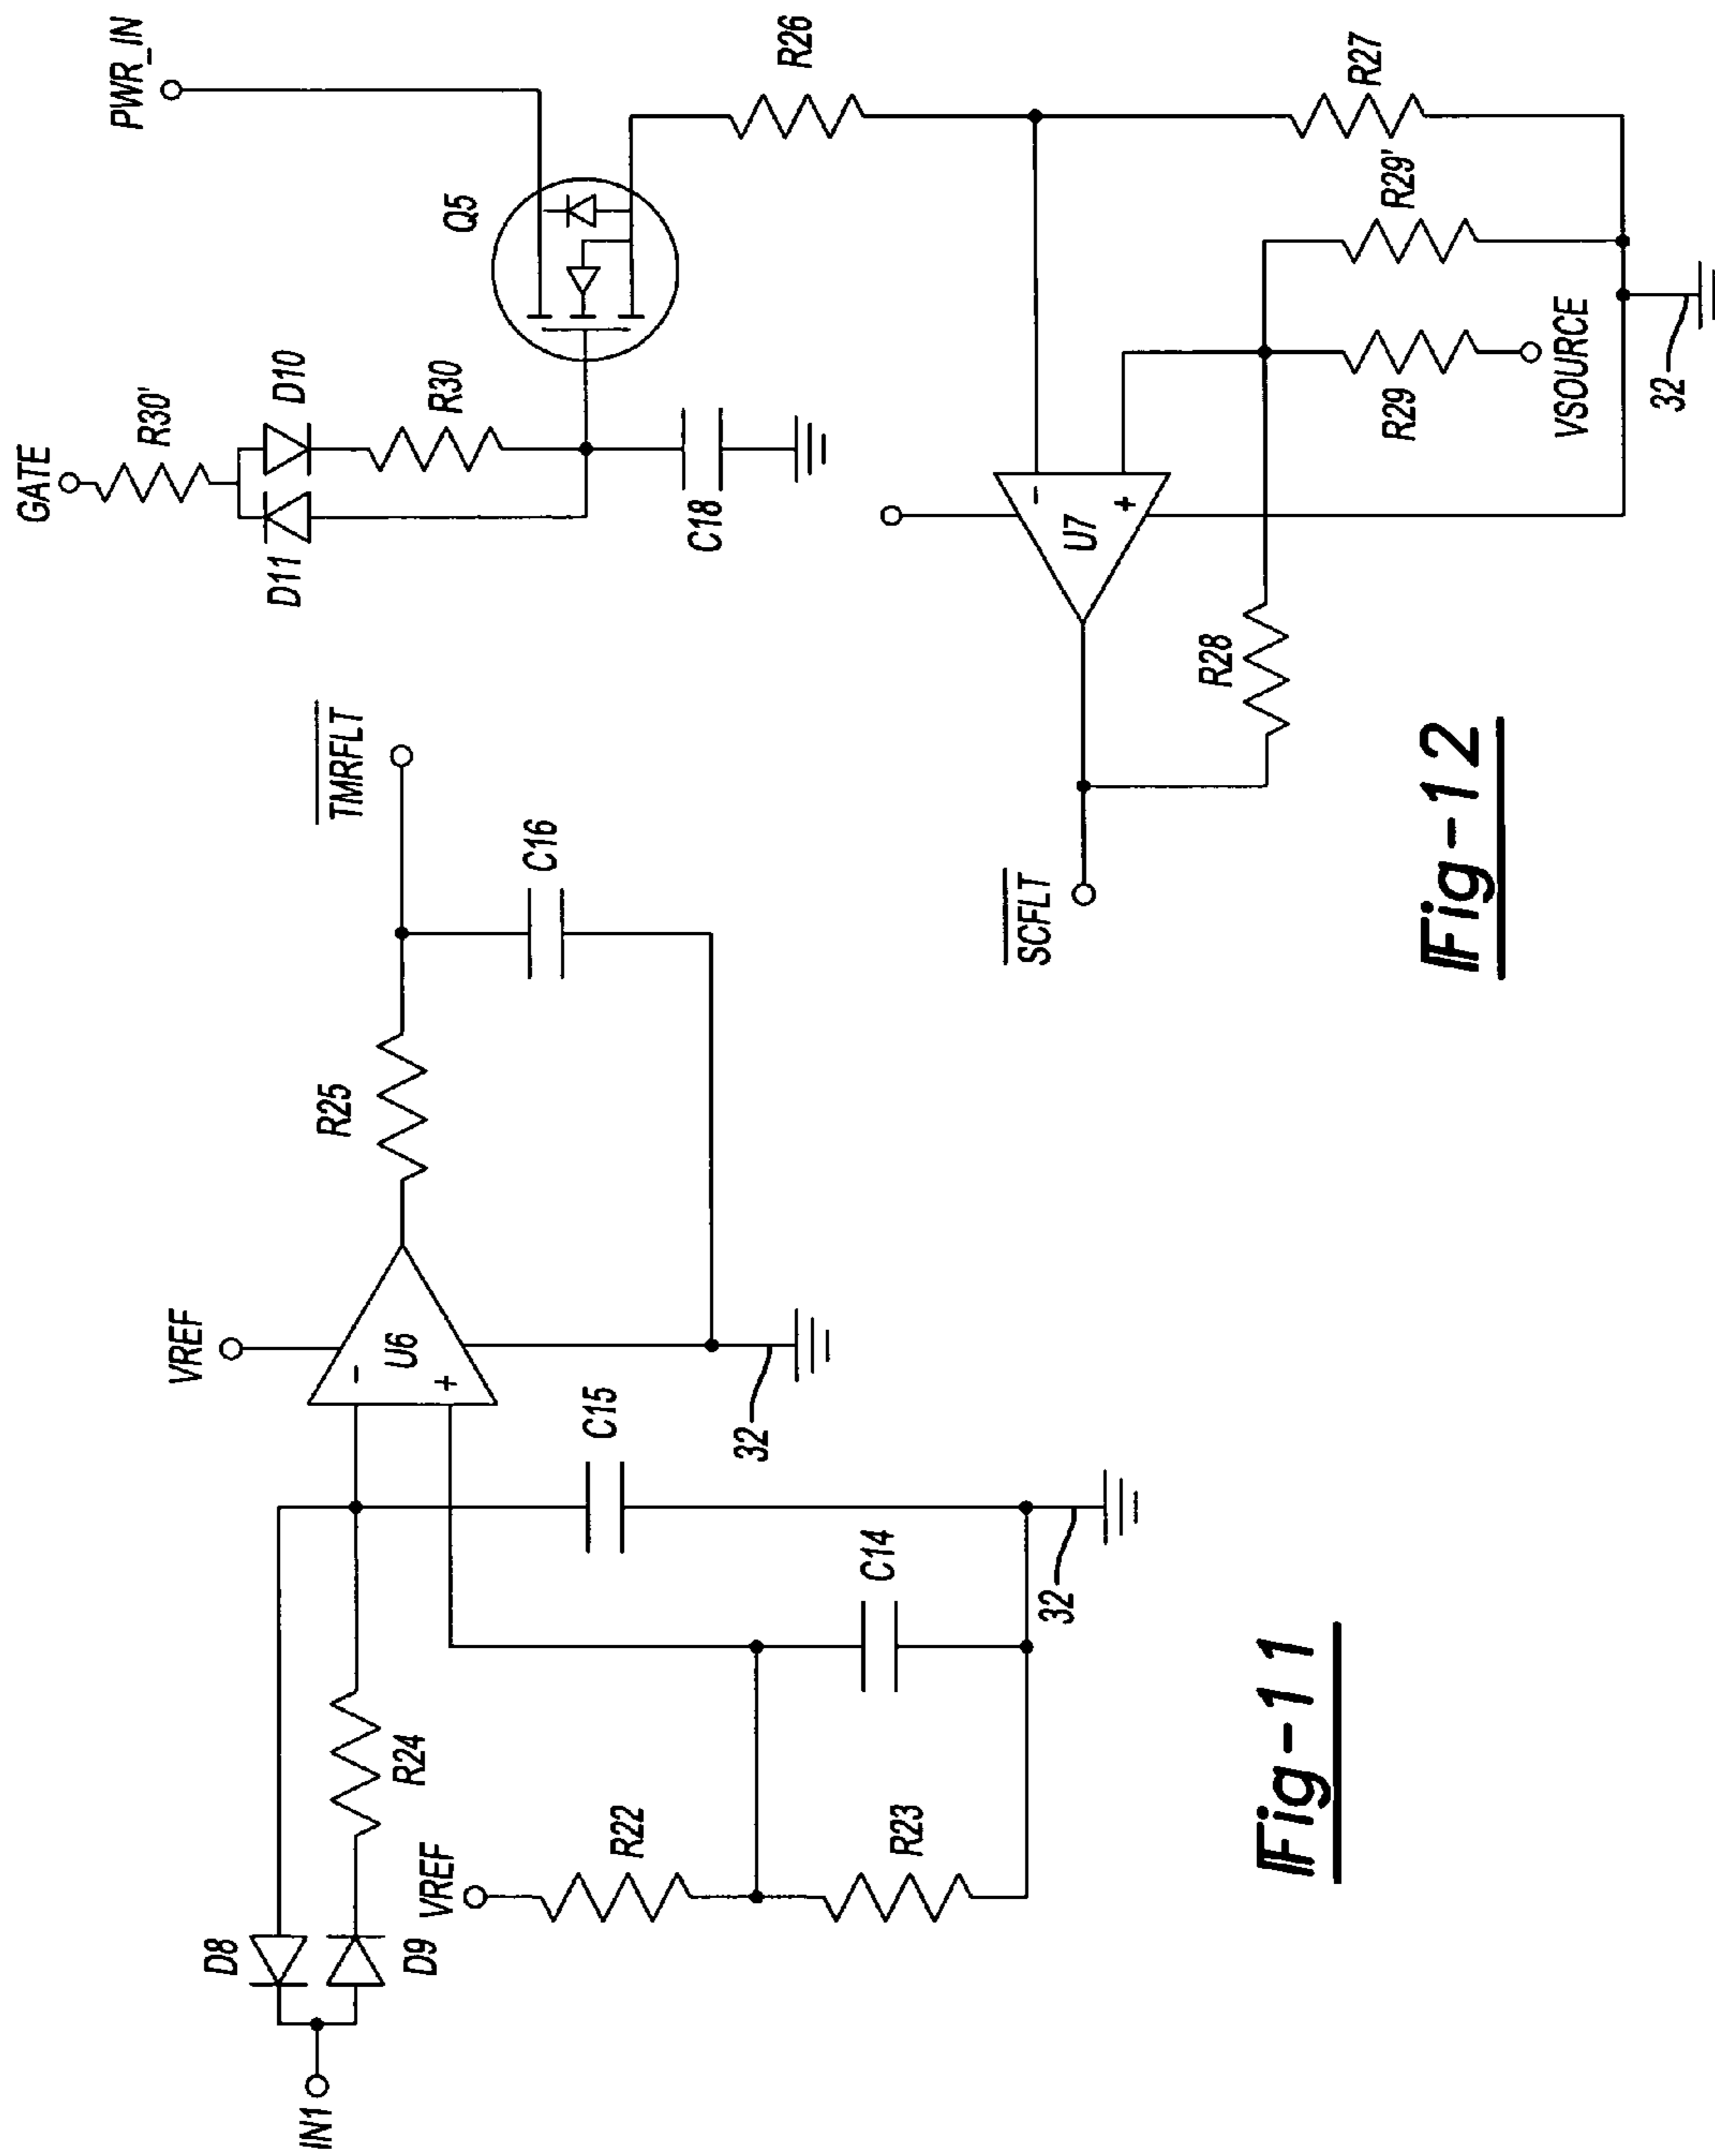 GATE
R30'
D10
D11
R30
C18
Q5
PWR_IN
R26
R27
R29'
R29
VSOURCE
32
-
+
U7
R28
SCFLT
Fig-12
IN1
D8
D9
R24
VREF
R22
R23
C14
C15
32
VREF
-
+
U6
32
R25
C16
TMRFLT
Fig-11